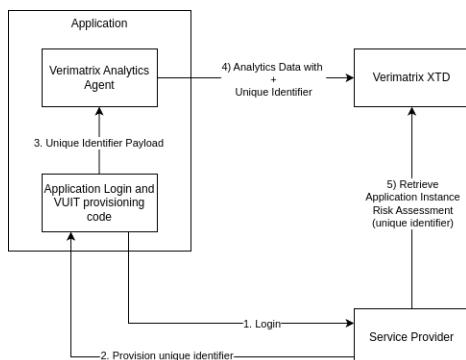 Application
Verimatrix Analytics
Agent
4) Analytics Data with
+
Unique Identifier
Verimatrix XTD
3. Unique Identifier Payload
Application Login and
VUIT provisioning
code
5) Retrieve
Application Instance
Risk Assessment
(unique identifier)
1. Login
Service Provider
2. Provision unique identifier